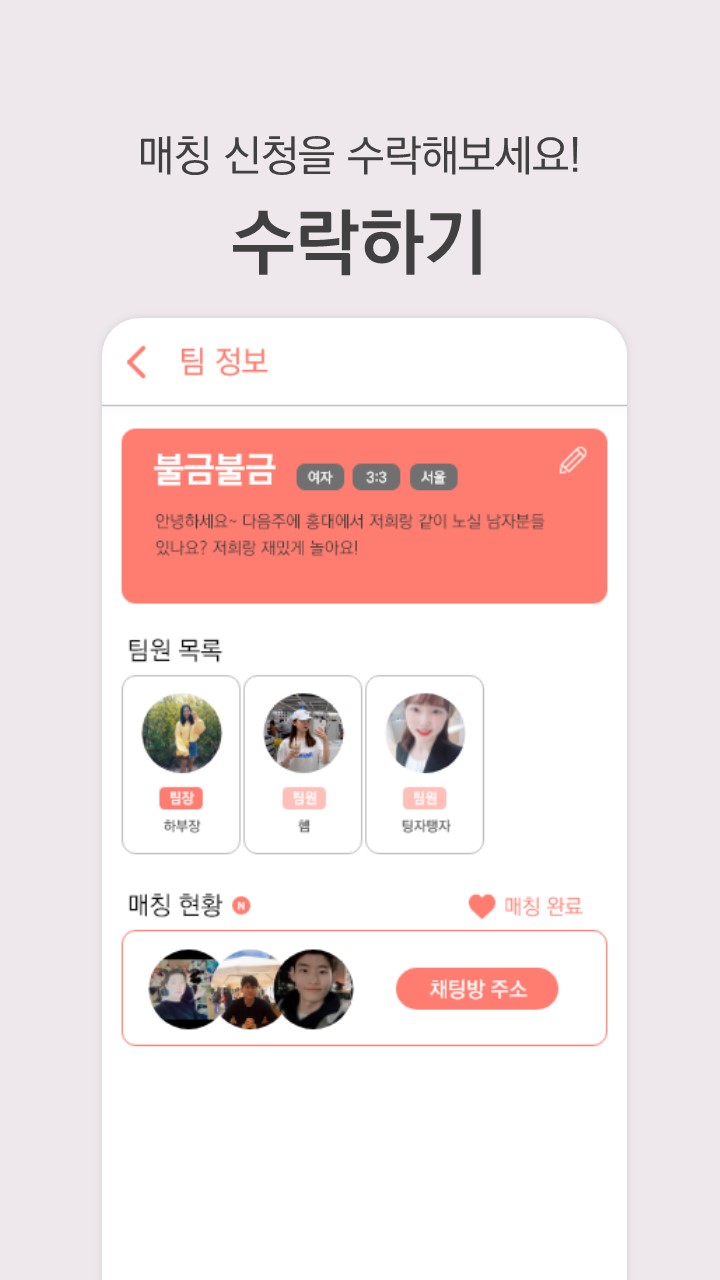 매칭 신청을 수락해보세요!
수락하기
팀 정보
불금불금 여자 3:3 서울
안녕하세요~ 다음주에 홍대에서 저희랑 같이 노실 남자분들
있나요? 저희랑 재밌게 놀아요!
팀원 목록
팀장 팀원 팀원
하부장 헴 팅자탱자
매칭 현황 N 매칭 완료
채팅방 주소